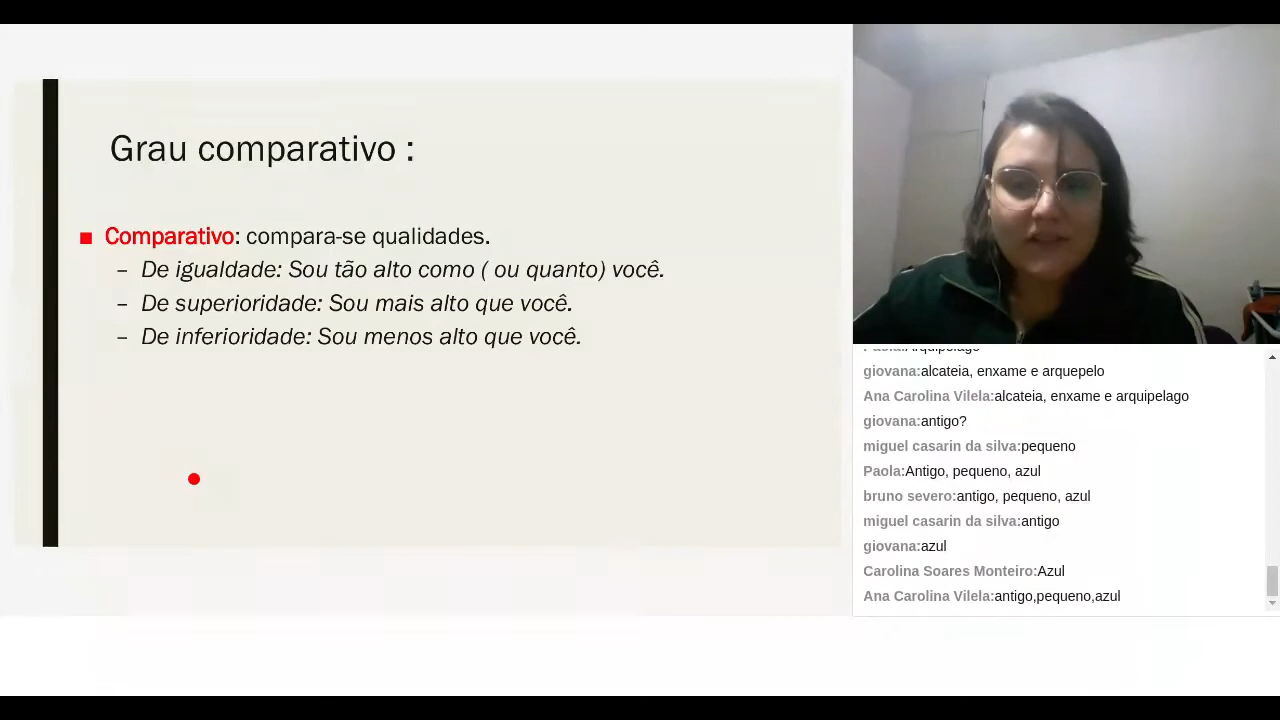 Grau comparativo :
Comparativo: compara-se qualidades.
– De igualdade: Sou tão alto como ( ou quanto) você.
– De superioridade: Sou mais alto que você.
– De inferioridade: Sou menos alto que você.
giovana:alcateia, enxame e arquepelo
Ana Carolina Vilela:alcateia, enxame e arquipelago
giovana:antigo?
miguel casarin da silva:pequeno
Paola:Antigo, pequeno, azul
bruno severo:antigo, pequeno, azul
miguel casarin da silva:antigo
giovana:azul
Carolina Soares Monteiro:Azul
Ana Carolina Vilela:antigo,pequeno,azul